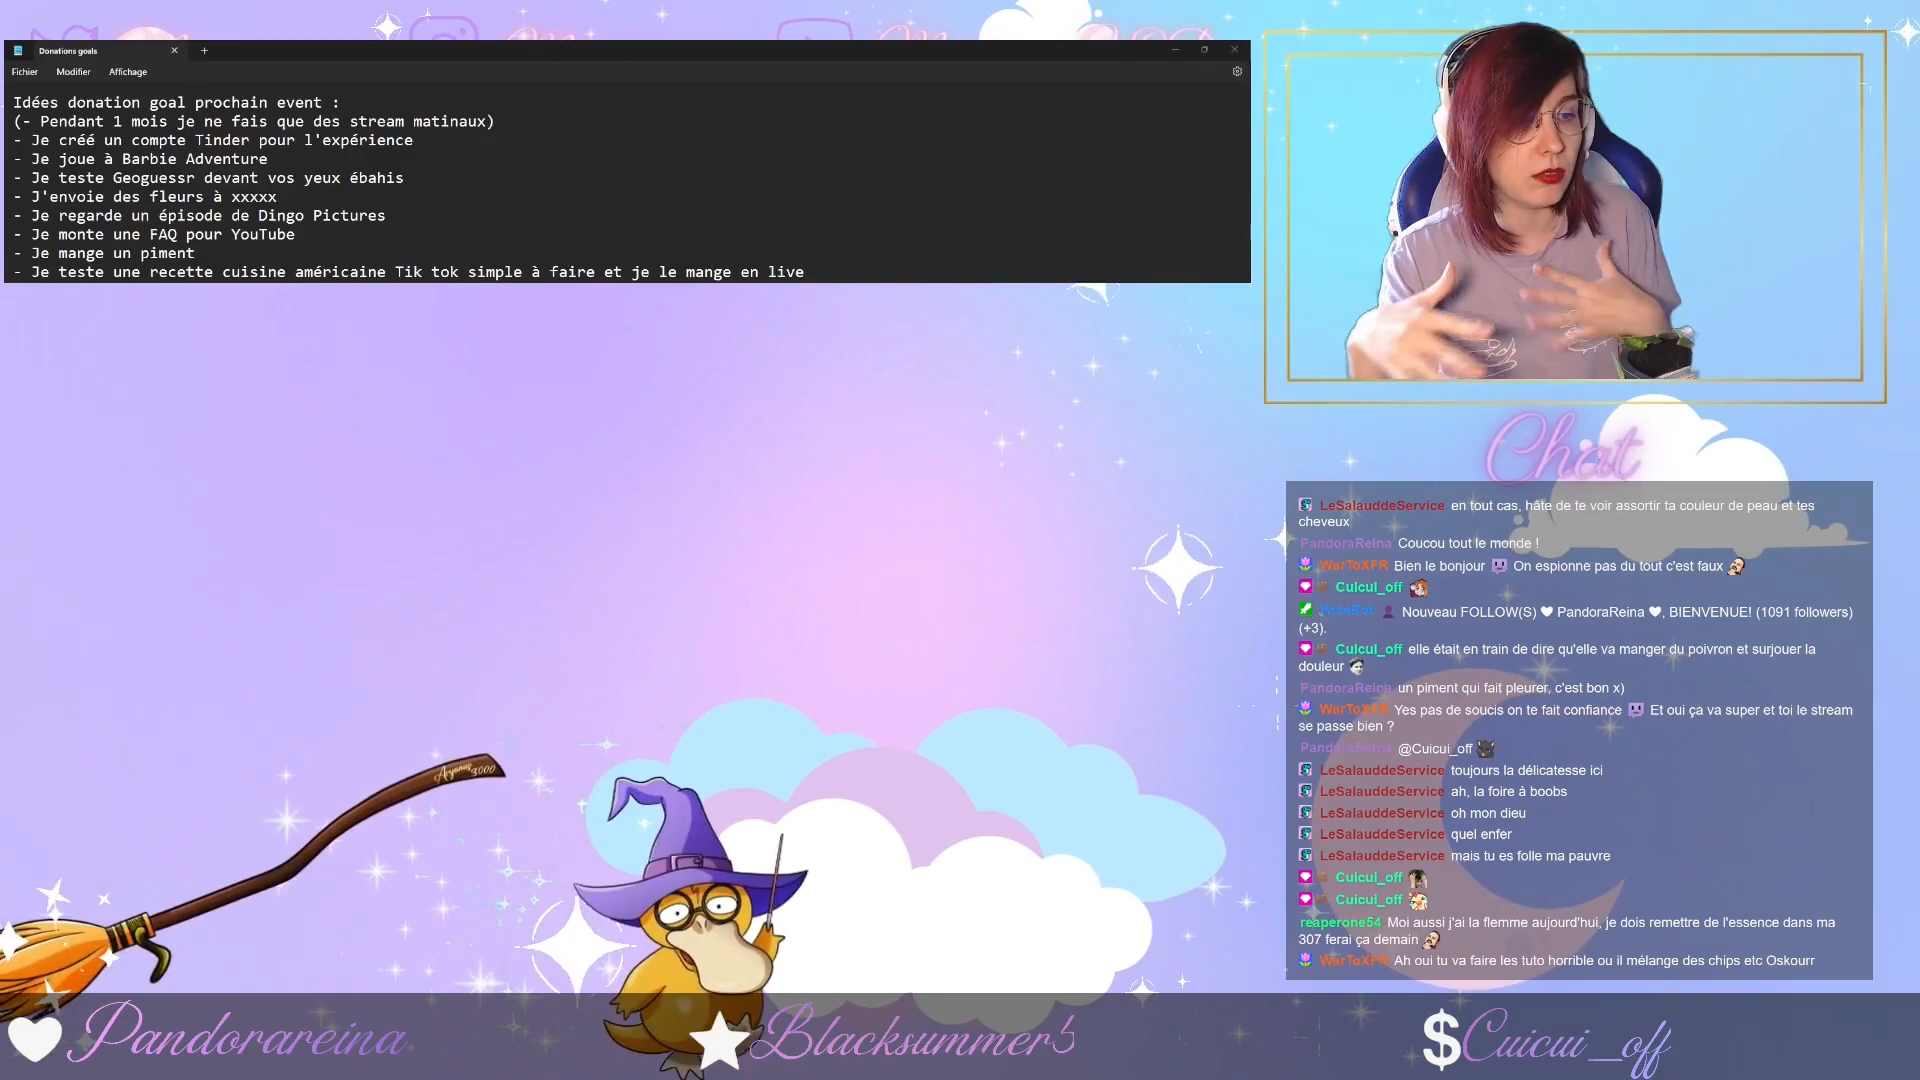 Donations goals
Fichier Modifier Affichage
Idées donation goal prochain event :
(- Pendant 1 mois je ne fais que des stream matinaux)
- Je créé un compte Tinder pour l'expérience
- Je joue à Barbie Adventure
- Je teste Geoguessr devant vos yeux ébahis
- J'envoie des fleurs à xxxxx
- Je regarde un épisode de Dingo Pictures
- Je monte une FAQ pour YouTube
- Je mange un piment
- Je teste une recette cuisine américaine Tik tok simple à faire et je le mange en live
Chat
LeSalauddeService en tout cas, hâte de te voir assortir ta couleur de peau et tes
cheveux
PandoraReina Coucou tout le monde !
WarToXFR Bien le bonjour On espionne pas du tout c'est faux
Cuicui_off
WizeBot Nouveau FOLLOW(S) ♥ PandoraReina ♥, BIENVENUE! (1091 followers)
(+3).
Cuicui_off elle était en train de dire qu'elle va manger du poivron et surjouer la
douleur
PandoraReina un piment qui fait pleurer, c'est bon x)
WarToXFR Yes pas de soucis on te fait confiance Et oui ça va super et toi le stream
se passe bien ?
PandoraReina @Cuicui_off
LeSalauddeService toujours la délicatesse ici
LeSalauddeService ah, la foire à boobs
LeSalauddeService oh mon dieu
LeSalauddeService quel enfer
LeSalauddeService mais tu es folle ma pauvre
Cuicui_off
Cuicui_off
reaperone54 Moi aussi j'ai la flemme aujourd'hui, je dois remettre de l'essence dans ma
307 ferai ça demain
WarToXFR Ah oui tu va faire les tuto horrible ou il mélange des chips etc Oskourr
3000
Pandorareina
Blacksummer5
$Cuicui_off